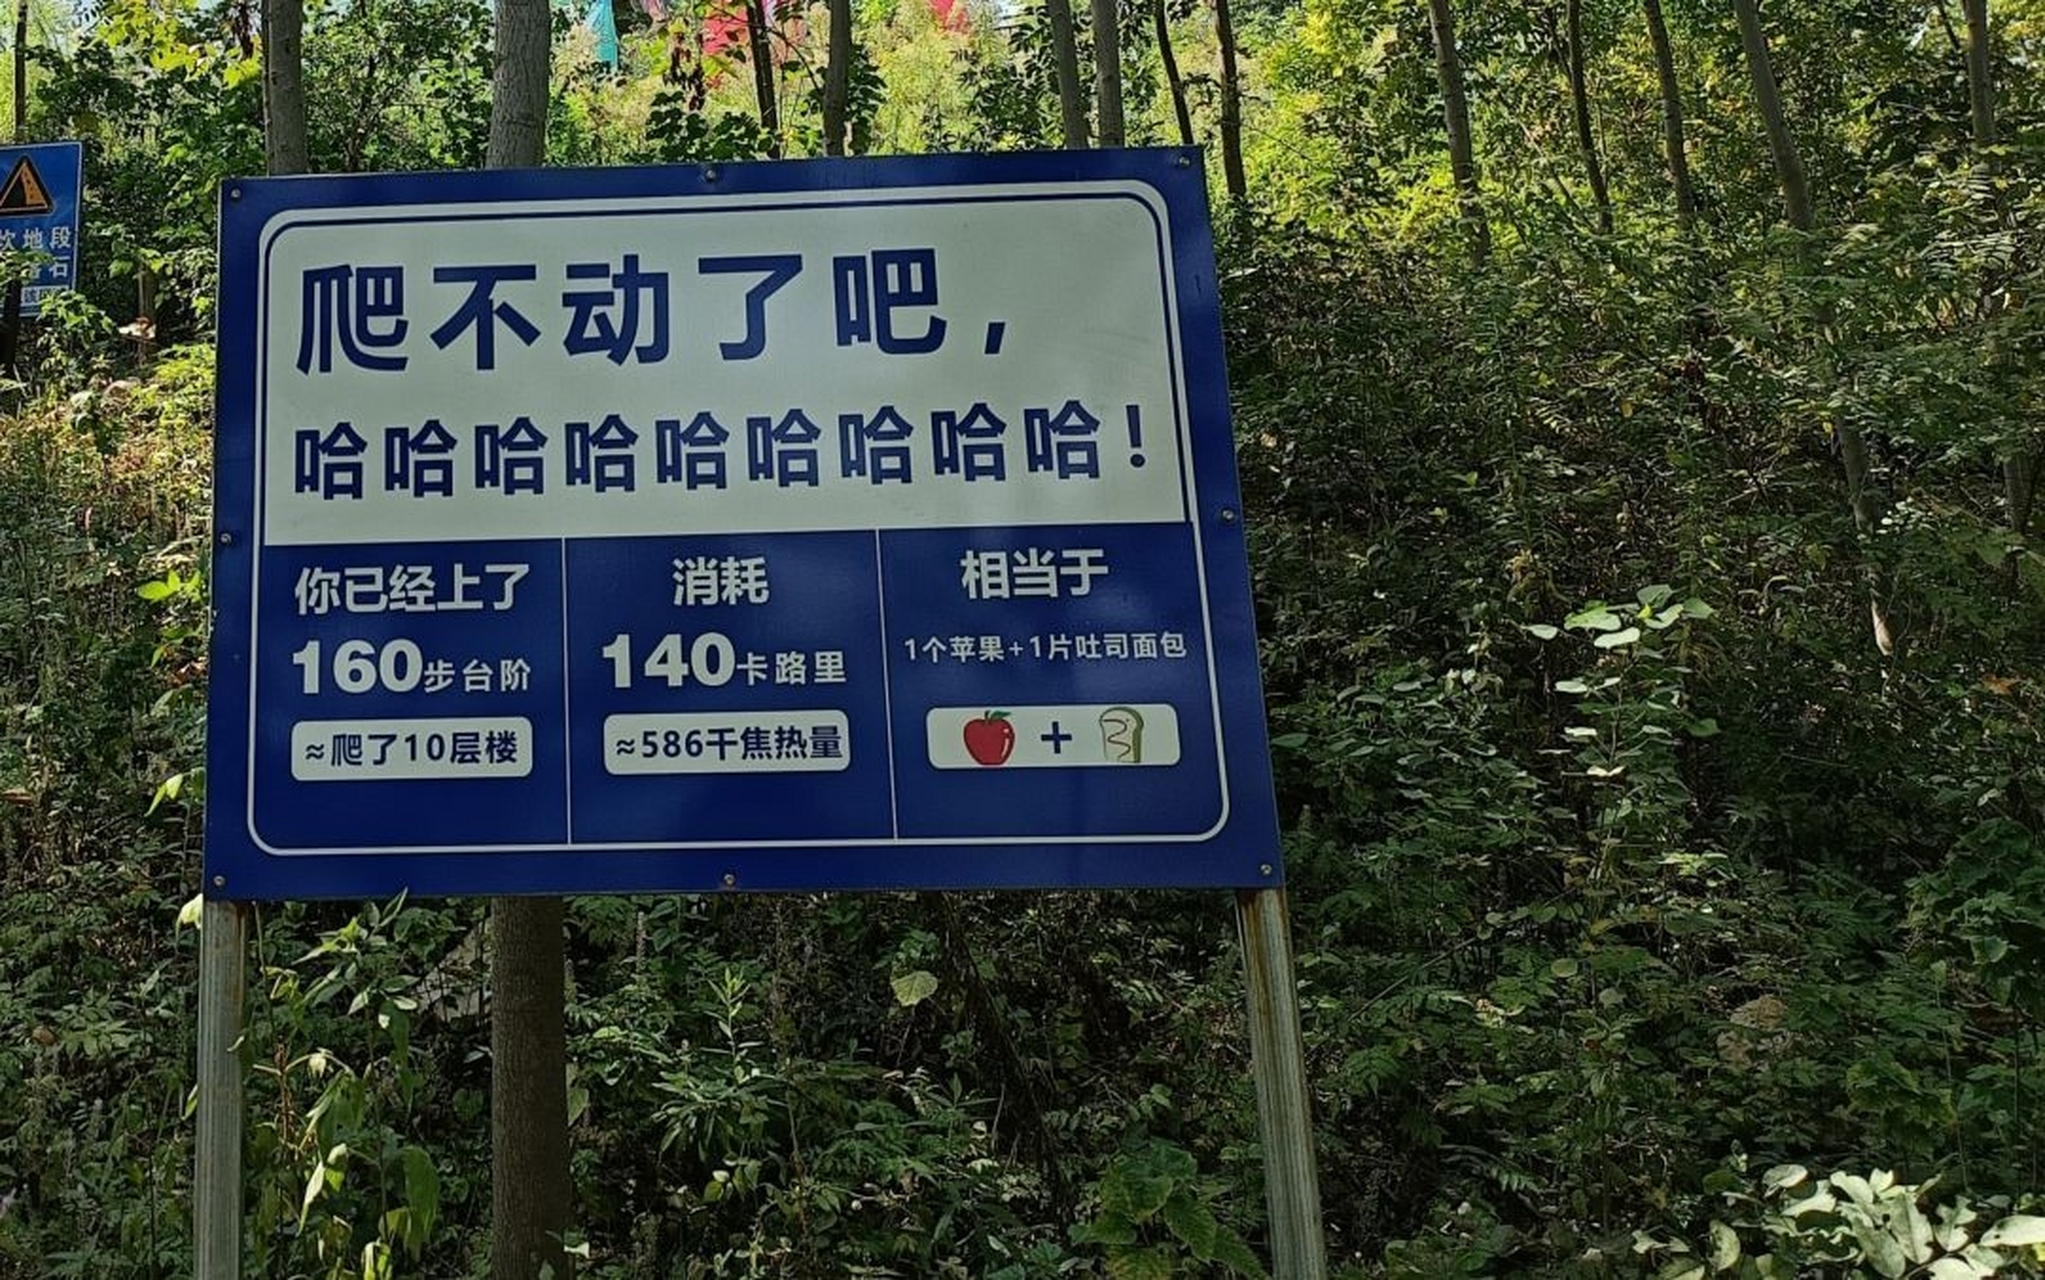 爬不动了吧，
哈哈哈哈哈哈哈哈哈！
你已经上了
160步台阶
≈爬了10层楼
消耗
140卡路里
≈586千焦热量
相当于
1个苹果+1片吐司面包
+
地段
石